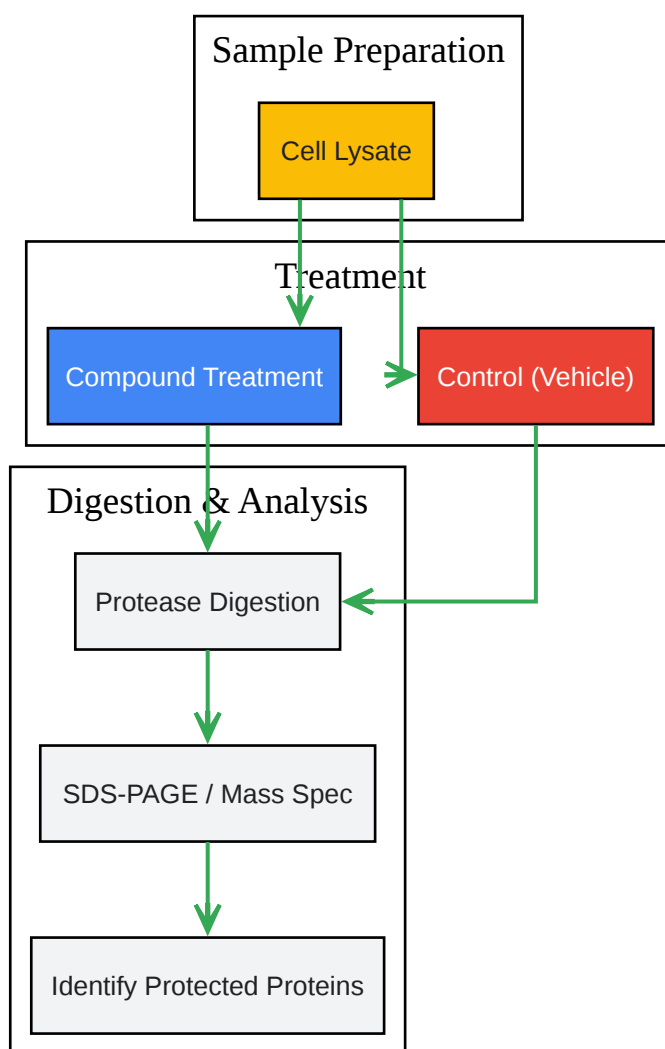 Sample Preparation
Cell Lysate
Treatment
Compound Treatment
Control (Vehicle)
Digestion & Analysis
Protease Digestion
SDS-PAGE / Mass Spec
Identify Protected Proteins